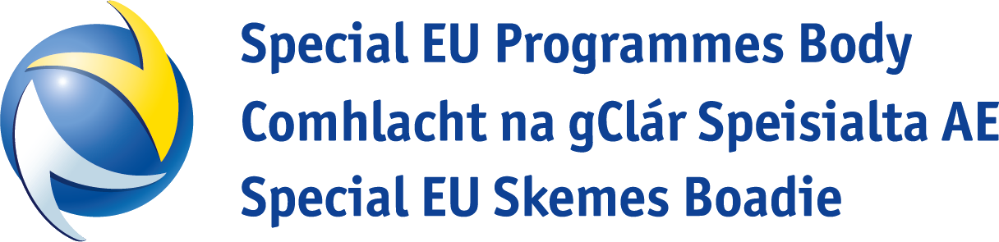 Special EU Programmes Body
Comhlacht na gClár Speisialta AE
Special EU Skemes Boadie